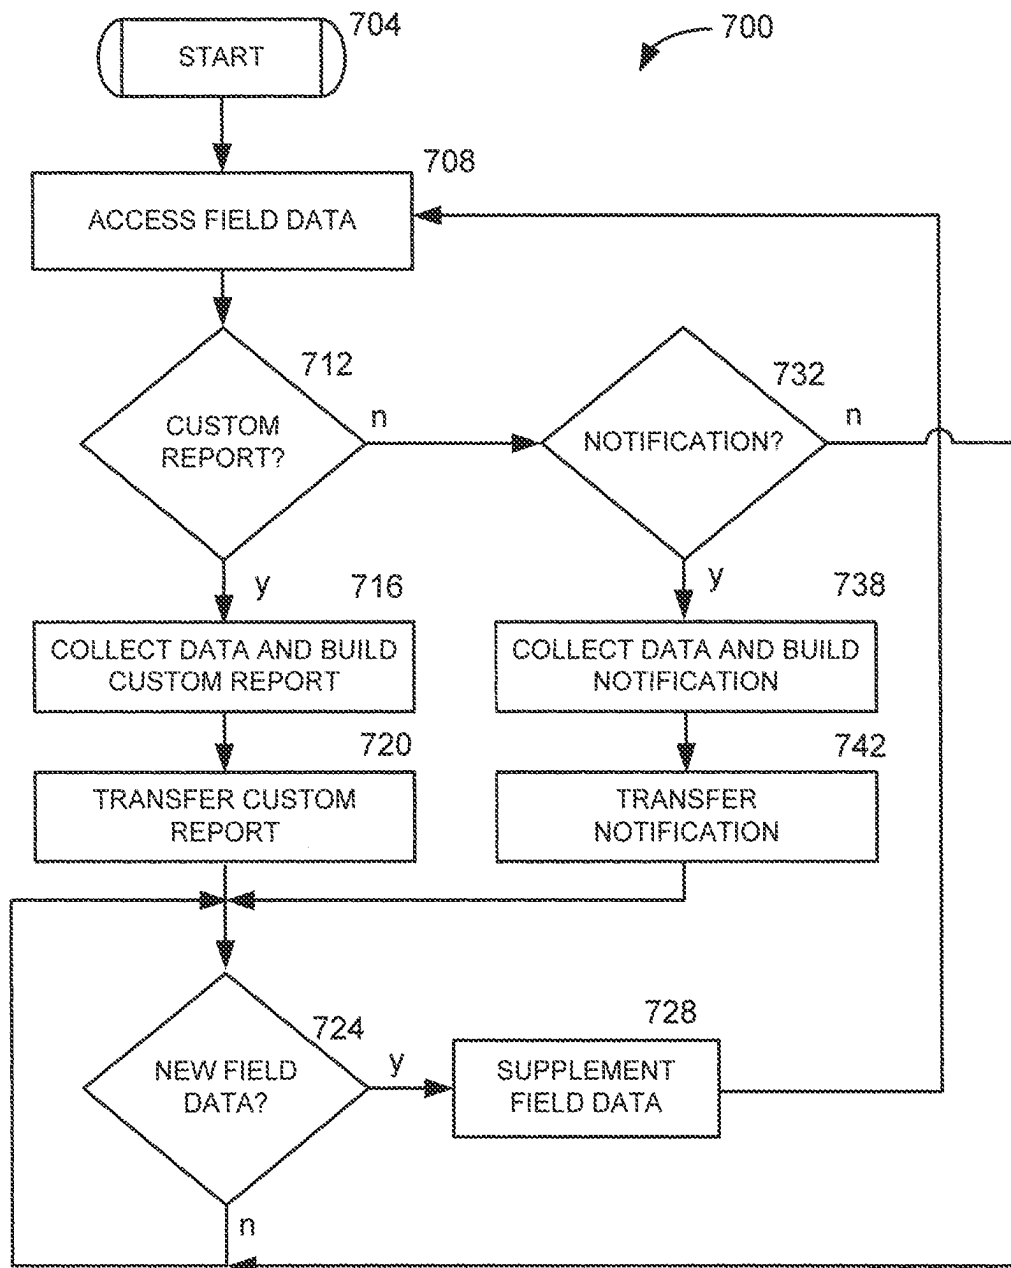 704
START
700
708
ACCESS FIELD DATA
712
CUSTOM
REPORT?
n
732
NOTIFICATION?
n
y
716
COLLECT DATA AND BUILD
CUSTOM REPORT
y
738
COLLECT DATA AND BUILD
NOTIFICATION
720
TRANSFER CUSTOM
REPORT
742
TRANSFER
NOTIFICATION
724
NEW FIELD
DATA?
y
728
SUPPLEMENT
FIELD DATA
n